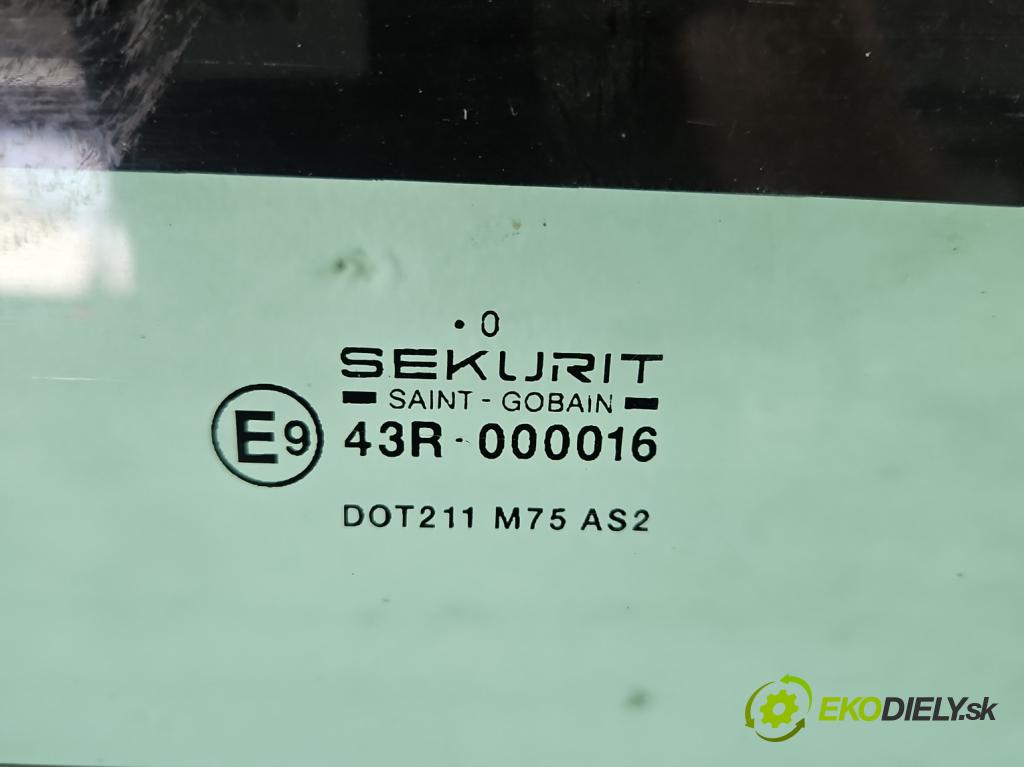 . 0
SEKURIT
SAINT - GOBAIN
E9 43R - 000016
DOT211 M75 AS2
EKODIELY.sk